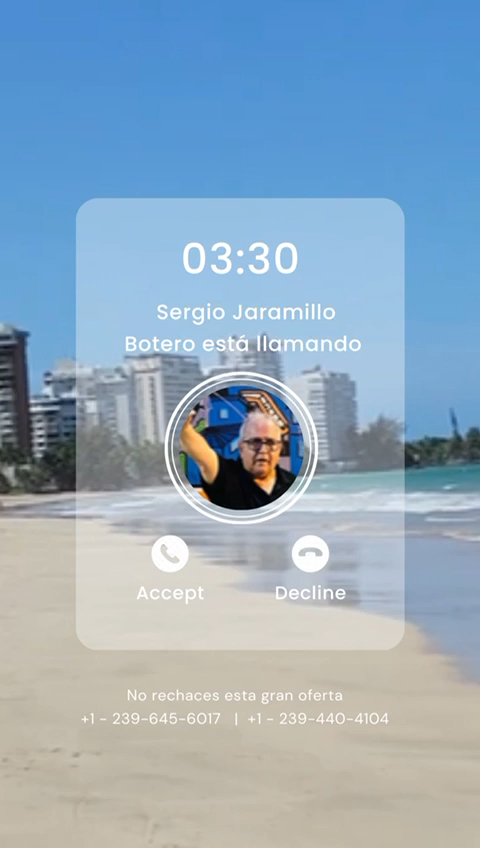 03:30
Sergio Jaramillo
Botero está llamando
Accept
Decline
No rechaces esta gran oferta
+1 - 239-645-6017 | +1 - 239-440-4104